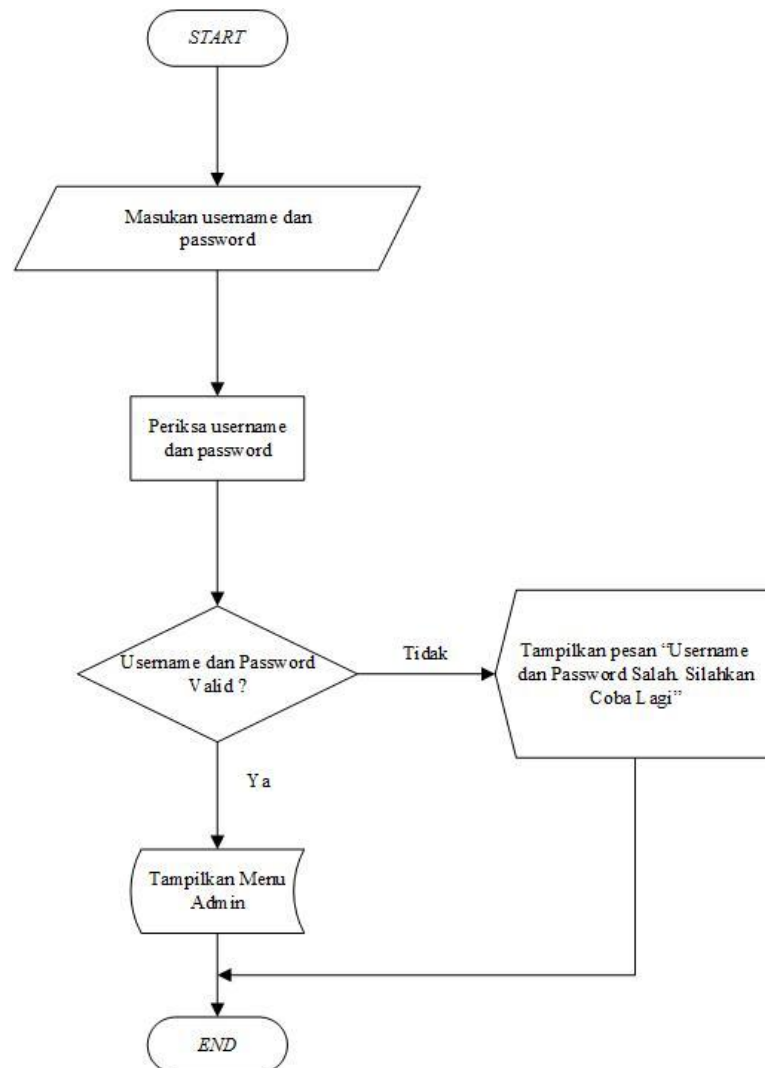 START
Masukan username dan
password
Periksa username
dan password
Username dan Password
Valid ?
Tidak
Tampilkan pesan “Username
dan Password Salah. Silahkan
Coba Lagi”
Ya
Tampilkan Menu
Admin
END